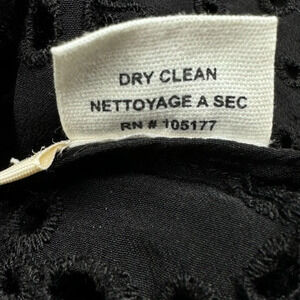 DRY CLEAN
NETTOYAGE A SEC
RN # 105177